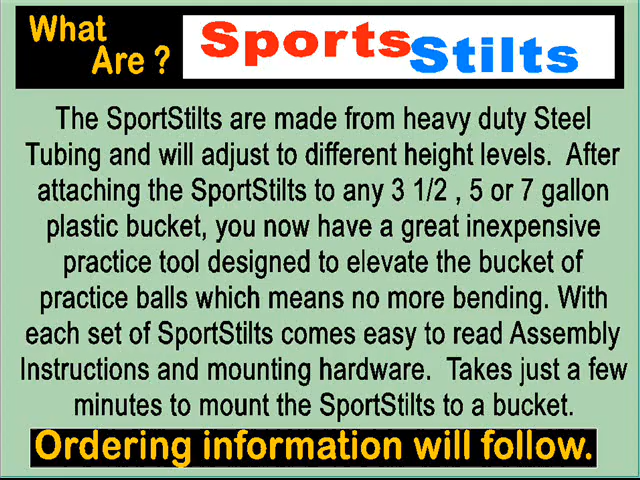 What
Are ?
SportsStilts
The SportStilts are made from heavy duty Steel
Tubing and will adjust to different height levels.  After
attaching the SportStilts to any 3 1/2 , 5 or 7 gallon
plastic bucket, you now have a great inexpensive
practice tool designed to elevate the bucket of
practice balls which means no more bending. With
each set of SportStilts comes easy to read Assembly
Instructions and mounting hardware.  Takes just a few
minutes to mount the SportStilts to a bucket.
Ordering information will follow.